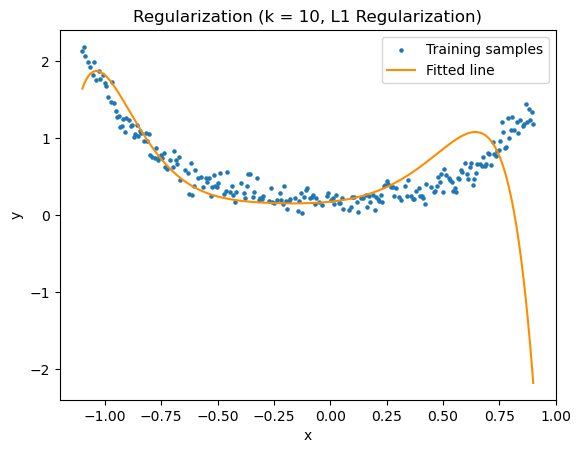 Regularization (k = 10, L1 Regularization)
Training samples
Fitted line
y
2
1
0
−1
−2
−1.00 −0.75 −0.50 −0.25 0.00 0.25 0.50 0.75 1.00
x